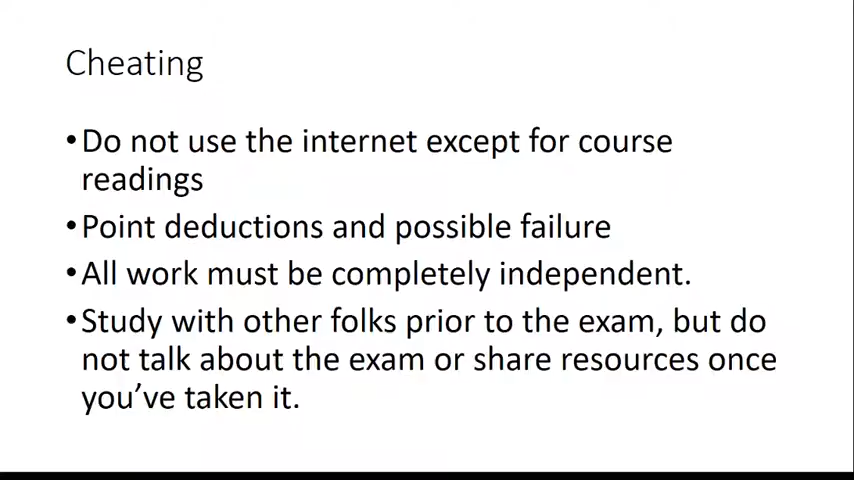 Cheating
•Do not use the internet except for course
readings
•Point deductions and possible failure
•All work must be completely independent.
•Study with other folks prior to the exam, but do
not talk about the exam or share resources once
you’ve taken it.